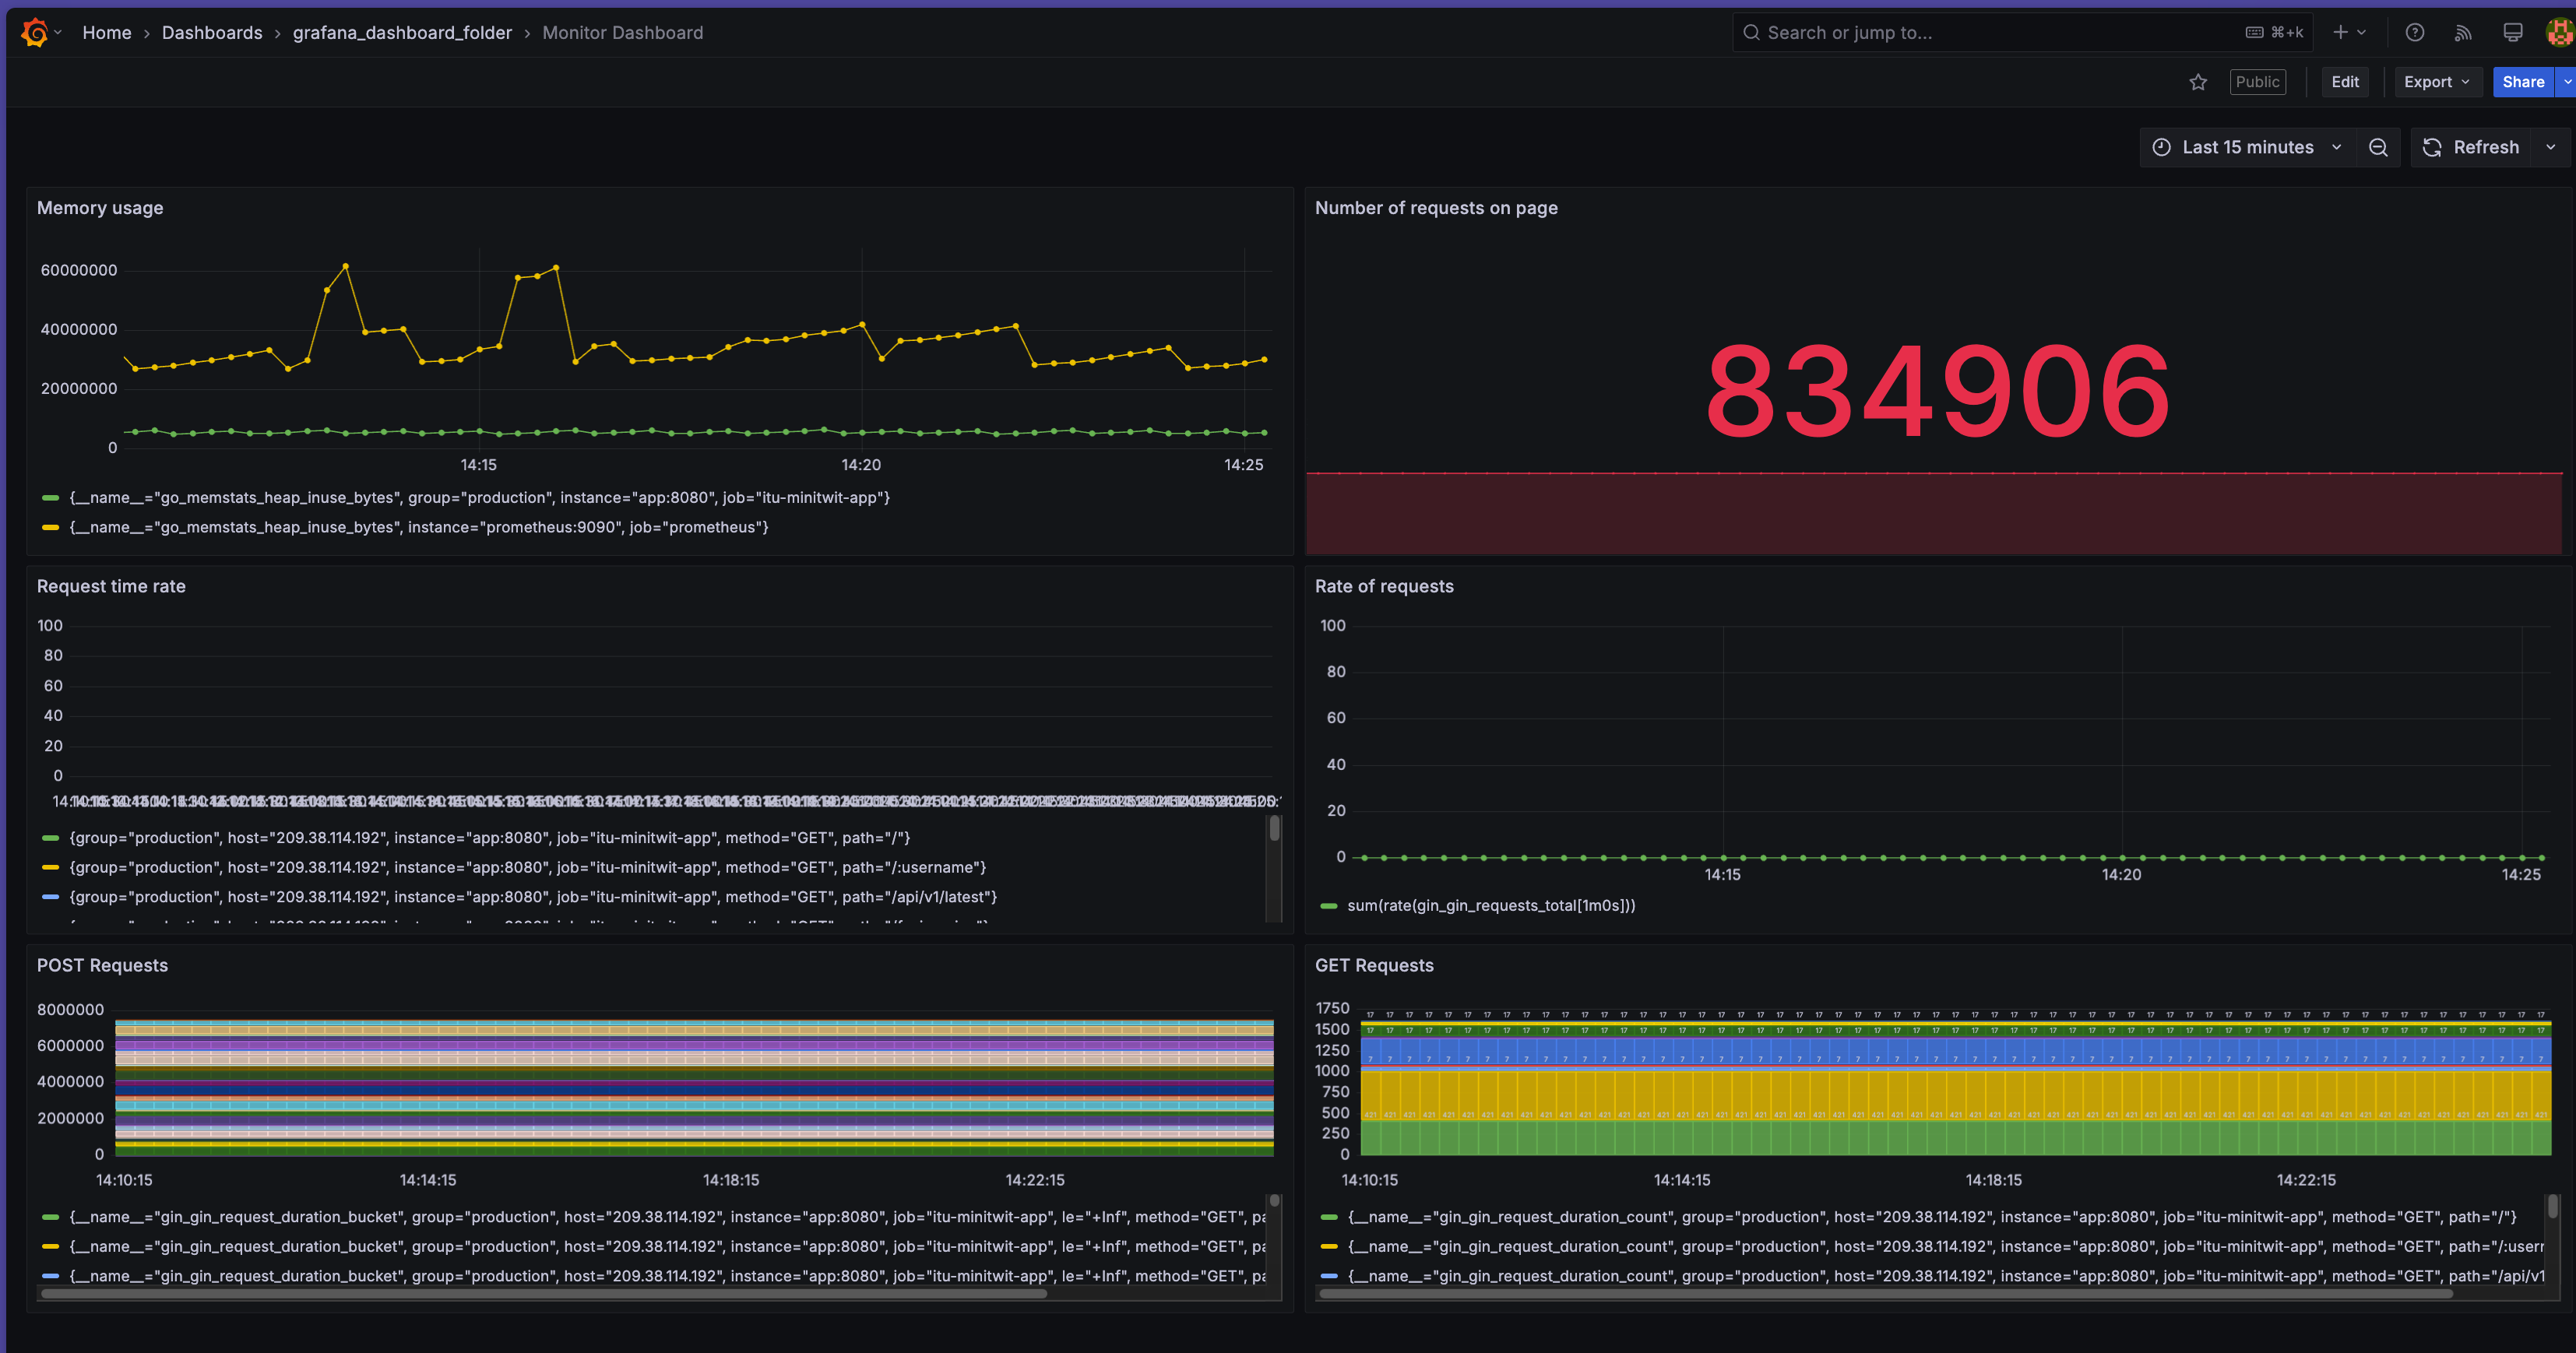 Home › Dashboards › grafana_dashboard_folder › Monitor Dashboard
Search or jump to...
⌘+k
Public
Edit
Export
Share
Last 15 minutes
Refresh
Memory usage
60000000
40000000
20000000
0
14:15
14:20
14:25
{__name__="go_memstats_heap_inuse_bytes", group="production", instance="app:8080", job="itu-minitwit-app"}
{__name__="go_memstats_heap_inuse_bytes", instance="prometheus:9090", job="prometheus"}
Number of requests on page
834906
Request time rate
100
80
60
40
20
0
{group="production", host="209.38.114.192", instance="app:8080", job="itu-minitwit-app", method="GET", path="/"}
{group="production", host="209.38.114.192", instance="app:8080", job="itu-minitwit-app", method="GET", path="/:username"}
{group="production", host="209.38.114.192", instance="app:8080", job="itu-minitwit-app", method="GET", path="/api/v1/latest"}
Rate of requests
100
80
60
40
20
0
14:15
14:20
14:25
sum(rate(gin_gin_requests_total[1m0s]))
POST Requests
8000000
6000000
4000000
2000000
0
14:10:15
14:14:15
14:18:15
14:22:15
{__name__="gin_gin_request_duration_bucket", group="production", host="209.38.114.192", instance="app:8080", job="itu-minitwit-app", le="+Inf", method="GET", pa
{__name__="gin_gin_request_duration_bucket", group="production", host="209.38.114.192", instance="app:8080", job="itu-minitwit-app", le="+Inf", method="GET", pa
{__name__="gin_gin_request_duration_bucket", group="production", host="209.38.114.192", instance="app:8080", job="itu-minitwit-app", le="+Inf", method="GET", pa
GET Requests
1750
1500
1250
1000
750
500
250
0
14:10:15
14:14:15
14:18:15
14:22:15
{__name__="gin_gin_request_duration_count", group="production", host="209.38.114.192", instance="app:8080", job="itu-minitwit-app", method="GET", path="/"}
{__name__="gin_gin_request_duration_count", group="production", host="209.38.114.192", instance="app:8080", job="itu-minitwit-app", method="GET", path="/:usern
{__name__="gin_gin_request_duration_count", group="production", host="209.38.114.192", instance="app:8080", job="itu-minitwit-app", method="GET", path="/api/v1